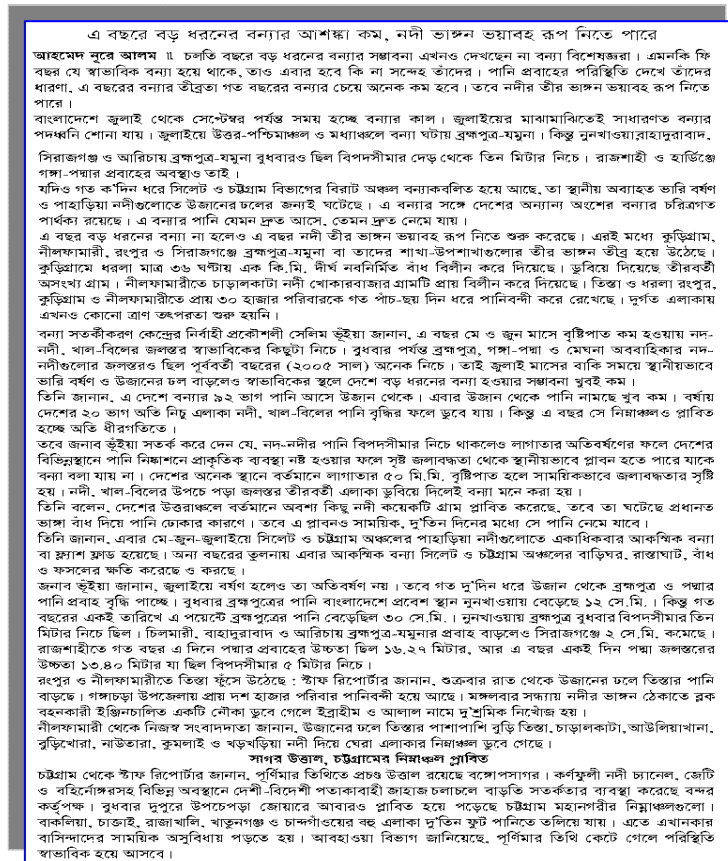 এ বছরে বড় ধরনের বন্যার আশঙ্কা কম, নদী ভাঙ্গন ভয়াবহ রূপ নিতে পারে
আহমেদ নূরে আলম ॥ চলতি বছরে বড় ধরনের বন্যার সম্ভাবনা এখনও দেখছেন না বন্যা বিশেষজ্ঞরা। এমনকি ফি
বছর যে স্বাভাবিক বন্যা হয়ে থাকে, তাও এবার হবে কি না সন্দেহ তাঁদের। পানি প্রবাহের পরিস্থিতি দেখে তাঁদের
ধারণা, এ বছরের বন্যার তীব্রতা গত বছরের বন্যার চেয়ে অনেক কম হবে। তবে নদীর তীর ভাঙ্গন ভয়াবহ রূপ নিতে
পারে।
বাংলাদেশে জুলাই থেকে সেপ্টেম্বর পর্যন্ত সময় হচ্ছে বন্যার কাল। জুলাইয়ের মাঝামাঝিতেই সাধারণত বন্যার
পদধ্বনি শোনা যায়। জুলাইয়ে উত্তর-পশ্চিমাঞ্চল ও মধ্যাঞ্চলে বন্যা ঘটায় ব্রহ্মপুত্র-যমুনা। কিন্তু নুনখাওয়া,বাহাদুরাবাদ,
সিরাজগঞ্জ ও আরিচায় ব্রহ্মপুত্র-যমুনা বুধবারও ছিল বিপদসীমার দেড় থেকে তিন মিটার নিচে। রাজশাহী ও হার্ডিঞ্জে
গঙ্গা-পদ্মার প্রবাহের অবস্থাও তাই।
যদিও গত ক'দিন ধরে সিলেট ও চট্টগ্রাম বিভাগের বিরাট অঞ্চল বন্যাকবলিত হয়ে আছে, তা স্থানীয় অব্যাহত ভারি বর্ষণ
ও পাহাড়িয়া নদীগুলোতে উজানের ঢলের জন্যই ঘটেছে। এ বন্যার সঙ্গে দেশের অন্যান্য অংশের বন্যার চরিত্রগত
পার্থক্য রয়েছে। এ বন্যার পানি যেমন দ্রুত আসে, তেমন দ্রুত নেমে যায়।
এ বছর বড় ধরনের বন্যা না হলেও এ বছর নদী তীর ভাঙ্গন ভয়াবহ রূপ নিতে শুরু করেছে। এরই মধ্যে কুড়িগ্রাম,
নীলফামারী, রংপুর ও সিরাজগঞ্জে ব্রহ্মপুত্র-যমুনা বা তাদের শাখা-উপশাখাগুলোর তীর ভাঙ্গন তীব্র হয়ে উঠেছে।
কুড়িগ্রামে ধরলা মাত্র ৩৬ ঘণ্টায় এক কি.মি. দীর্ঘ নবনির্মিত বাঁধ বিলীন করে দিয়েছে। ডুবিয়ে দিয়েছে তীরবর্তী
অসংখ্য গ্রাম। নীলফামারীতে চাড়ালকাটা নদী খোকারবাজার গ্রামটি প্রায় বিলীন করে দিয়েছে। তিস্তা ও ধরলা রংপুর,
কুড়িগ্রাম ও নীলফামারীতে প্রায় ৩০ হাজার পরিবারকে গত পাঁচ-ছয় দিন ধরে পানিবন্দী করে রেখেছে। দুর্গত এলাকায়
এখনও কোনো ত্রাণ তৎপরতা শুরু হয়নি।
বন্যা সতর্কীকরণ কেন্দ্রের নির্বাহী প্রকৌশলী সেলিম ভূঁইয়া জানান, এ বছর মে ও জুন মাসে বৃষ্টিপাত কম হওয়ায় নদ-
নদী, খাল-বিলের জলস্তর স্বাভাবিকের কিছুটা নিচে। বুধবার পর্যন্ত ব্রহ্মপুত্র, গঙ্গা-পদ্মা ও মেঘনা অববাহিকার নদ-
নদীগুলোর জলস্তরও ছিল পূর্ববর্তী বছরের (২০০৫ সাল) অনেক নিচে। তাই জুলাই মাসের বাকি সময়ে স্থানীয়ভাবে
ভারি বর্ষণ ও উজানের ঢল বাড়লেও স্বাভাবিকের স্থলে দেশে বড় ধরনের বন্যা হওয়ার সম্ভাবনা খুবই কম।
তিনি জানান, এ দেশে বন্যার ৯২ ভাগ পানি আসে উজান থেকে। এবার উজান থেকে পানি নামছে খুব কম। বর্ষায়
দেশের ২০ ভাগ অতি নিচু এলাকা নদী, খাল-বিলের পানি বৃদ্ধির ফলে ডুবে যায়। কিন্তু এ বছর সে নিম্নাঞ্চলও প্লাবিত
হচ্ছে অতি ধীরগতিতে।
তবে জনাব ভূঁইয়া সতর্ক করে দেন যে, নদ-নদীর পানি বিপদসীমার নিচে থাকলেও লাগাতার অতিবর্ষণের ফলে দেশের
বিভিন্নস্থানে পানি নিষ্কাশনে প্রাকৃতিক ব্যবস্থা নষ্ট হওয়ার ফলে সৃষ্ট জলাবদ্ধতা থেকে স্থানীয়ভাবে প্লাবন হতে পারে যাকে
বন্যা বলা যায় না। দেশের অনেক স্থানে বর্তমানে লাগাতার ৫০ মি.মি. বৃষ্টিপাত হলে সাময়িকভাবে জলাবদ্ধতার সৃষ্টি
হয়। নদী, খাল-বিলের উপচে পড়া জলস্তর তীরবর্তী এলাকা ডুবিয়ে দিলেই বন্যা মনে করা হয়।
তিনি বলেন, দেশের উত্তরাঞ্চলে বর্তমানে অবশ্য কিছু নদী কয়েকটি গ্রাম প্লাবিত করেছে, তবে তা ঘটেছে প্রধানত
ভাঙ্গা বাঁধ দিয়ে পানি ঢোকার কারণে। তবে এ প্লাবনও সাময়িক, দু'তিন দিনের মধ্যে সে পানি নেমে যাবে।
তিনি জানান, এবার মে-জুন-জুলাইয়ে সিলেট ও চট্টগ্রাম অঞ্চলের পাহাড়িয়া নদীগুলোতে একাধিকবার আকস্মিক বন্যা
বা ফ্ল্যাশ ফ্লাড হয়েছে। অন্য বছরের তুলনায় এবার আকস্মিক বন্যা সিলেট ও চট্টগ্রাম অঞ্চলের বাড়িঘর, রাস্তাঘাট, বাঁধ
ও ফসলের ক্ষতি করেছে ও করছে।
জনাব ভূঁইয়া জানান, জুলাইয়ে বর্ষণ হলেও তা অতিবর্ষণ নয়। তবে গত দু'দিন ধরে উজান থেকে ব্রহ্মপুত্র ও পদ্মার
পানি প্রবাহ বৃদ্ধি পাচ্ছে। বুধবার ব্রহ্মপুত্রের পানি বাংলাদেশে প্রবেশ স্থান নুনখাওয়ায় বেড়েছে ১২ সে.মি.। কিন্তু গত
বছরের একই তারিখে এ পয়েন্টে ব্রহ্মপুত্রের পানি বেড়েছিল ৩০ সে.মি.। নুনখাওয়ায় ব্রহ্মপুত্র বুধবার বিপদসীমার তিন
মিটার নিচে ছিল। চিলমারী, বাহাদুরাবাদ ও আরিচায় ব্রহ্মপুত্র-যমুনার প্রবাহ বাড়লেও সিরাজগঞ্জে ২ সে.মি. কমেছে।
রাজশাহীতে গত বছর এ দিনে পদ্মার প্রবাহের উচ্চতা ছিল ১৬.২৭ মিটার, আর এ বছর একই দিন পদ্মা জলস্তরের
উচ্চতা ১৩.৪০ মিটার যা ছিল বিপদসীমার ৫ মিটার নিচে।
রংপুর ও নীলফামারীতে তিস্তা ফুঁসে উঠেছে : স্টাফ রিপোর্টার জানান, শুক্রবার রাত থেকে উজানের ঢলে তিস্তার পানি
বাড়ছে। গঙ্গাচড়া উপজেলায় প্রায় দশ হাজার পরিবার পানিবন্দী হয়ে আছে। মঙ্গলবার সন্ধ্যায় নদীর ভাঙ্গন ঠেকাতে ব্লক
বহনকারী ইঞ্জিনচালিত একটি নৌকা ডুবে গেলে ইব্রাহীম ও আলাল নামে দু'শ্রমিক নিখোঁজ হয়।
নীলফামারী থেকে নিজস্ব সংবাদদাতা জানান, উজানের ঢলে তিস্তার পাশাপাশি বুড়ি তিস্তা, চাড়ালকাটা,আউলিয়াখানা,
বুড়িখোরা, নাউতারা, কুমলাই ও খড়খড়িয়া নদী দিয়ে ঘেরা এলাকার নিম্নাঞ্চল ডুবে গেছে।
সাগর উত্তাল, চট্টগ্রামের নিম্নাঞ্চল প্লাবিত
চট্টগ্রাম থেকে স্টাফ রিপোর্টার জানান, পূর্ণিমার তিথিতে প্রচণ্ড উত্তাল রয়েছে বঙ্গোপসাগর। কর্ণফুলী নদী চ্যানেল, জেটি
ও বহির্নোঙ্গরসহ বিভিন্ন অবস্থানে দেশী-বিদেশী পতাকাবাহী জাহাজ চলাচলে বাড়তি সতর্কতার ব্যবস্থা করেছে বন্দর
কর্তৃপক্ষ। বুধবার দুপুরে উপচেপড়া জোয়ারে আবারও প্লাবিত হয়ে পড়েছে চট্টগ্রাম মহানগরীর নিম্নাঞ্চলগুলো।
বাকলিয়া, চাক্তাই, রাজাখালি, খাতুনগঞ্জ ও চান্দগাঁওয়ের বহু এলাকা দু'তিন ফুট পানিতে তলিয়ে যায়। এতে এখানকার
বাসিন্দাদের সাময়িক অসুবিধায় পড়তে হয়। আবহাওয়া বিভাগ জানিয়েছে, পূর্ণিমার তিথি কেটে গেলে পরিস্থিতি
স্বাভাবিক হয়ে আসবে।